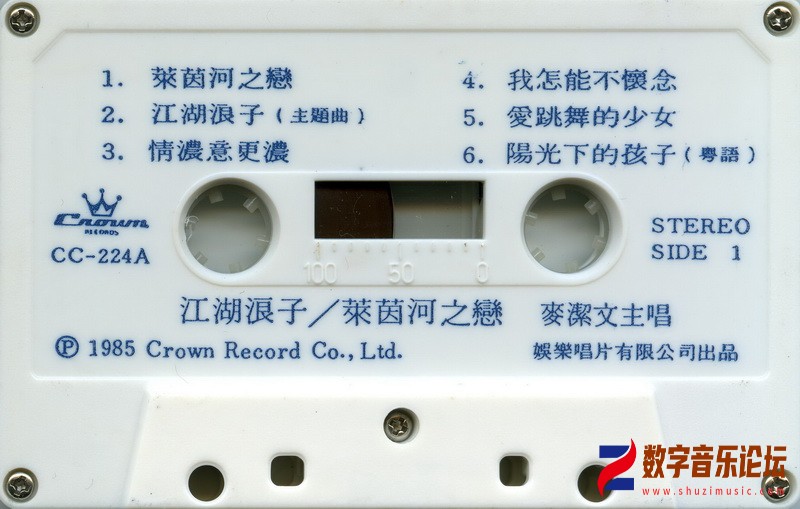 1. 萊茵河之戀
2. 江湖浪子(主題曲)
3. 情濃意更濃
4. 我怎能不懷念
5. 愛跳舞的少女
6. 陽光下的孩子(粵語)
Crown
RECORDS
CC-224A
STEREO
SIDE 1
100 50 0
江湖浪子／萊茵河之戀 麥潔文主唱
Ⓟ 1985 Crown Record Co., Ltd. 娛樂唱片有限公司出品
数字音乐论坛
www.shuzimusic.com